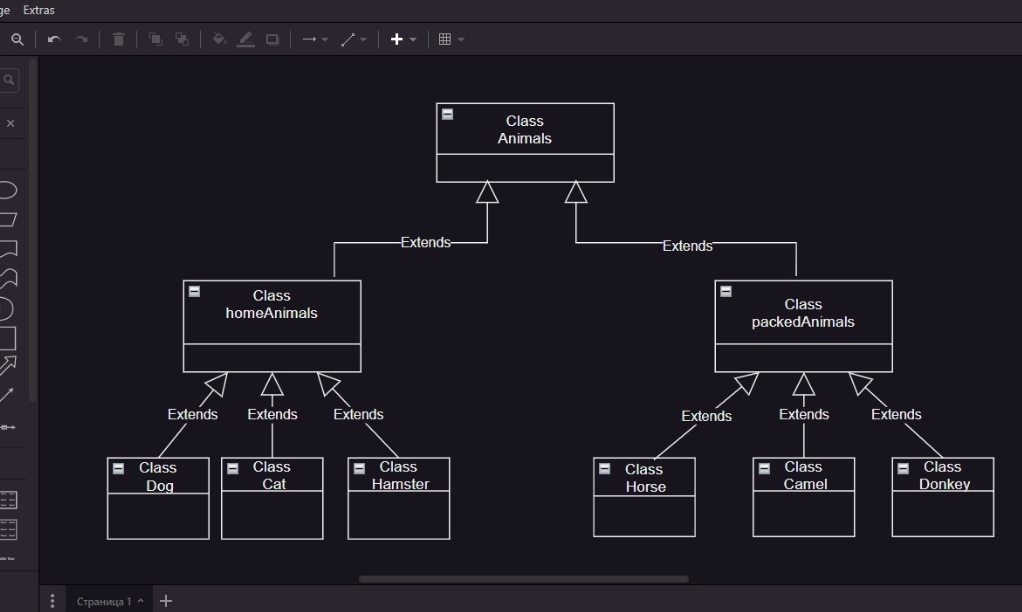 Extras
Class
Animals
Extends
Extends
Class
homeAnimals
Class
packedAnimals
Extends
Extends
Extends
Extends
Extends
Extends
Class
Dog
Class
Cat
Class
Hamster
Class
Horse
Class
Camel
Class
Donkey
Страница 1